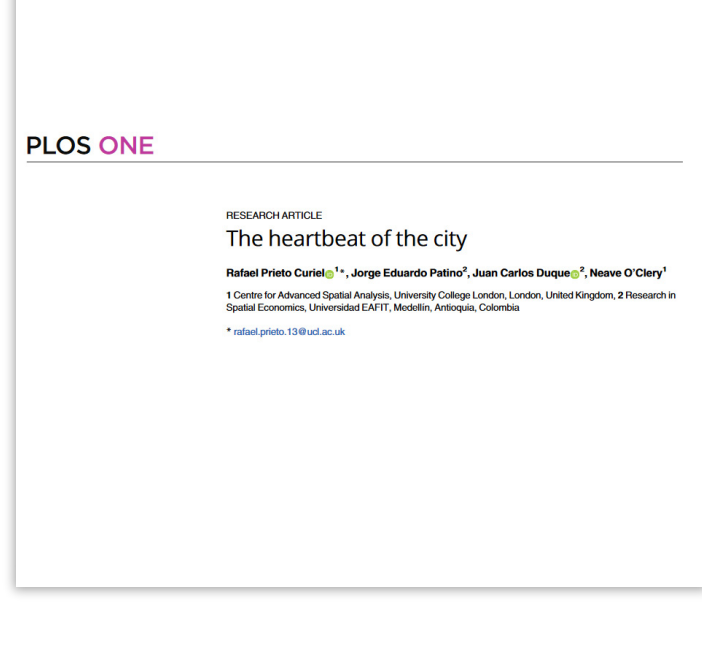 PLOS ONE
RESEARCH ARTICLE
The heartbeat of the city
Rafael Prieto Curiel¹*, Jorge Eduardo Patino², Juan Carlos Duque², Neave O'Clery¹
1 Centre for Advanced Spatial Analysis, University College London, London, United Kingdom, 2 Research in
Spatial Economics, Universidad EAFIT, Medellín, Antioquia, Colombia
* rafael.prieto.13@ucl.ac.uk